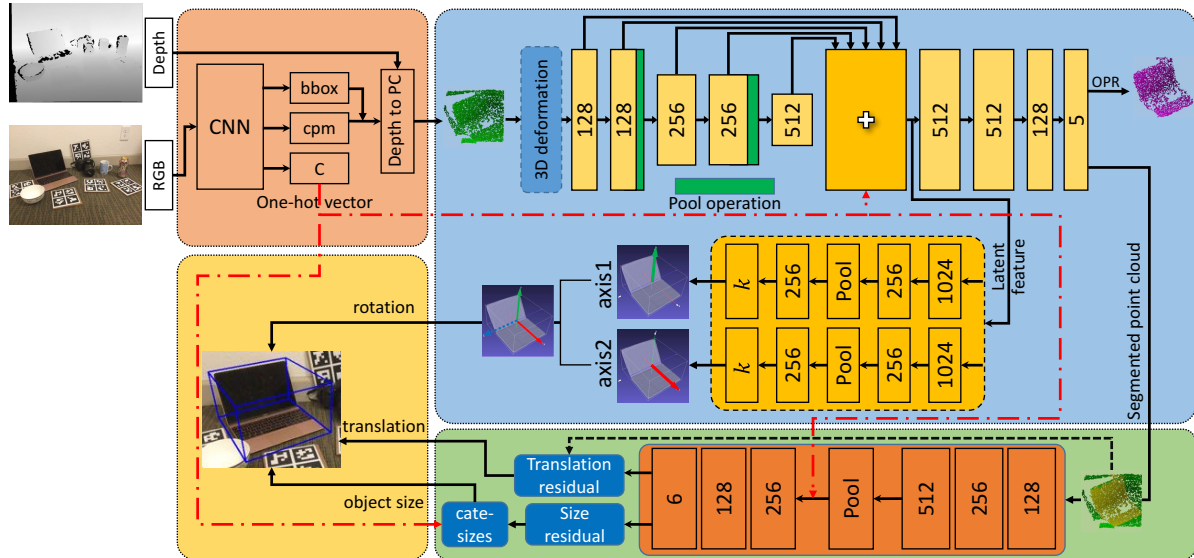 Depth
RGB
CNN
bbox
cpm
C
One-hot vector
Depth to PC
3D deformation
128
128
256
256
512
Pool operation
512
512
128
5
OPR
Latent
feature
Segmented point cloud
axis1
k
256
Pool
256
1024
axis2
k
256
Pool
256
1024
rotation
translation
object size
Translation
residual
cate-
sizes
Size
residual
6
128
256
Pool
512
256
128